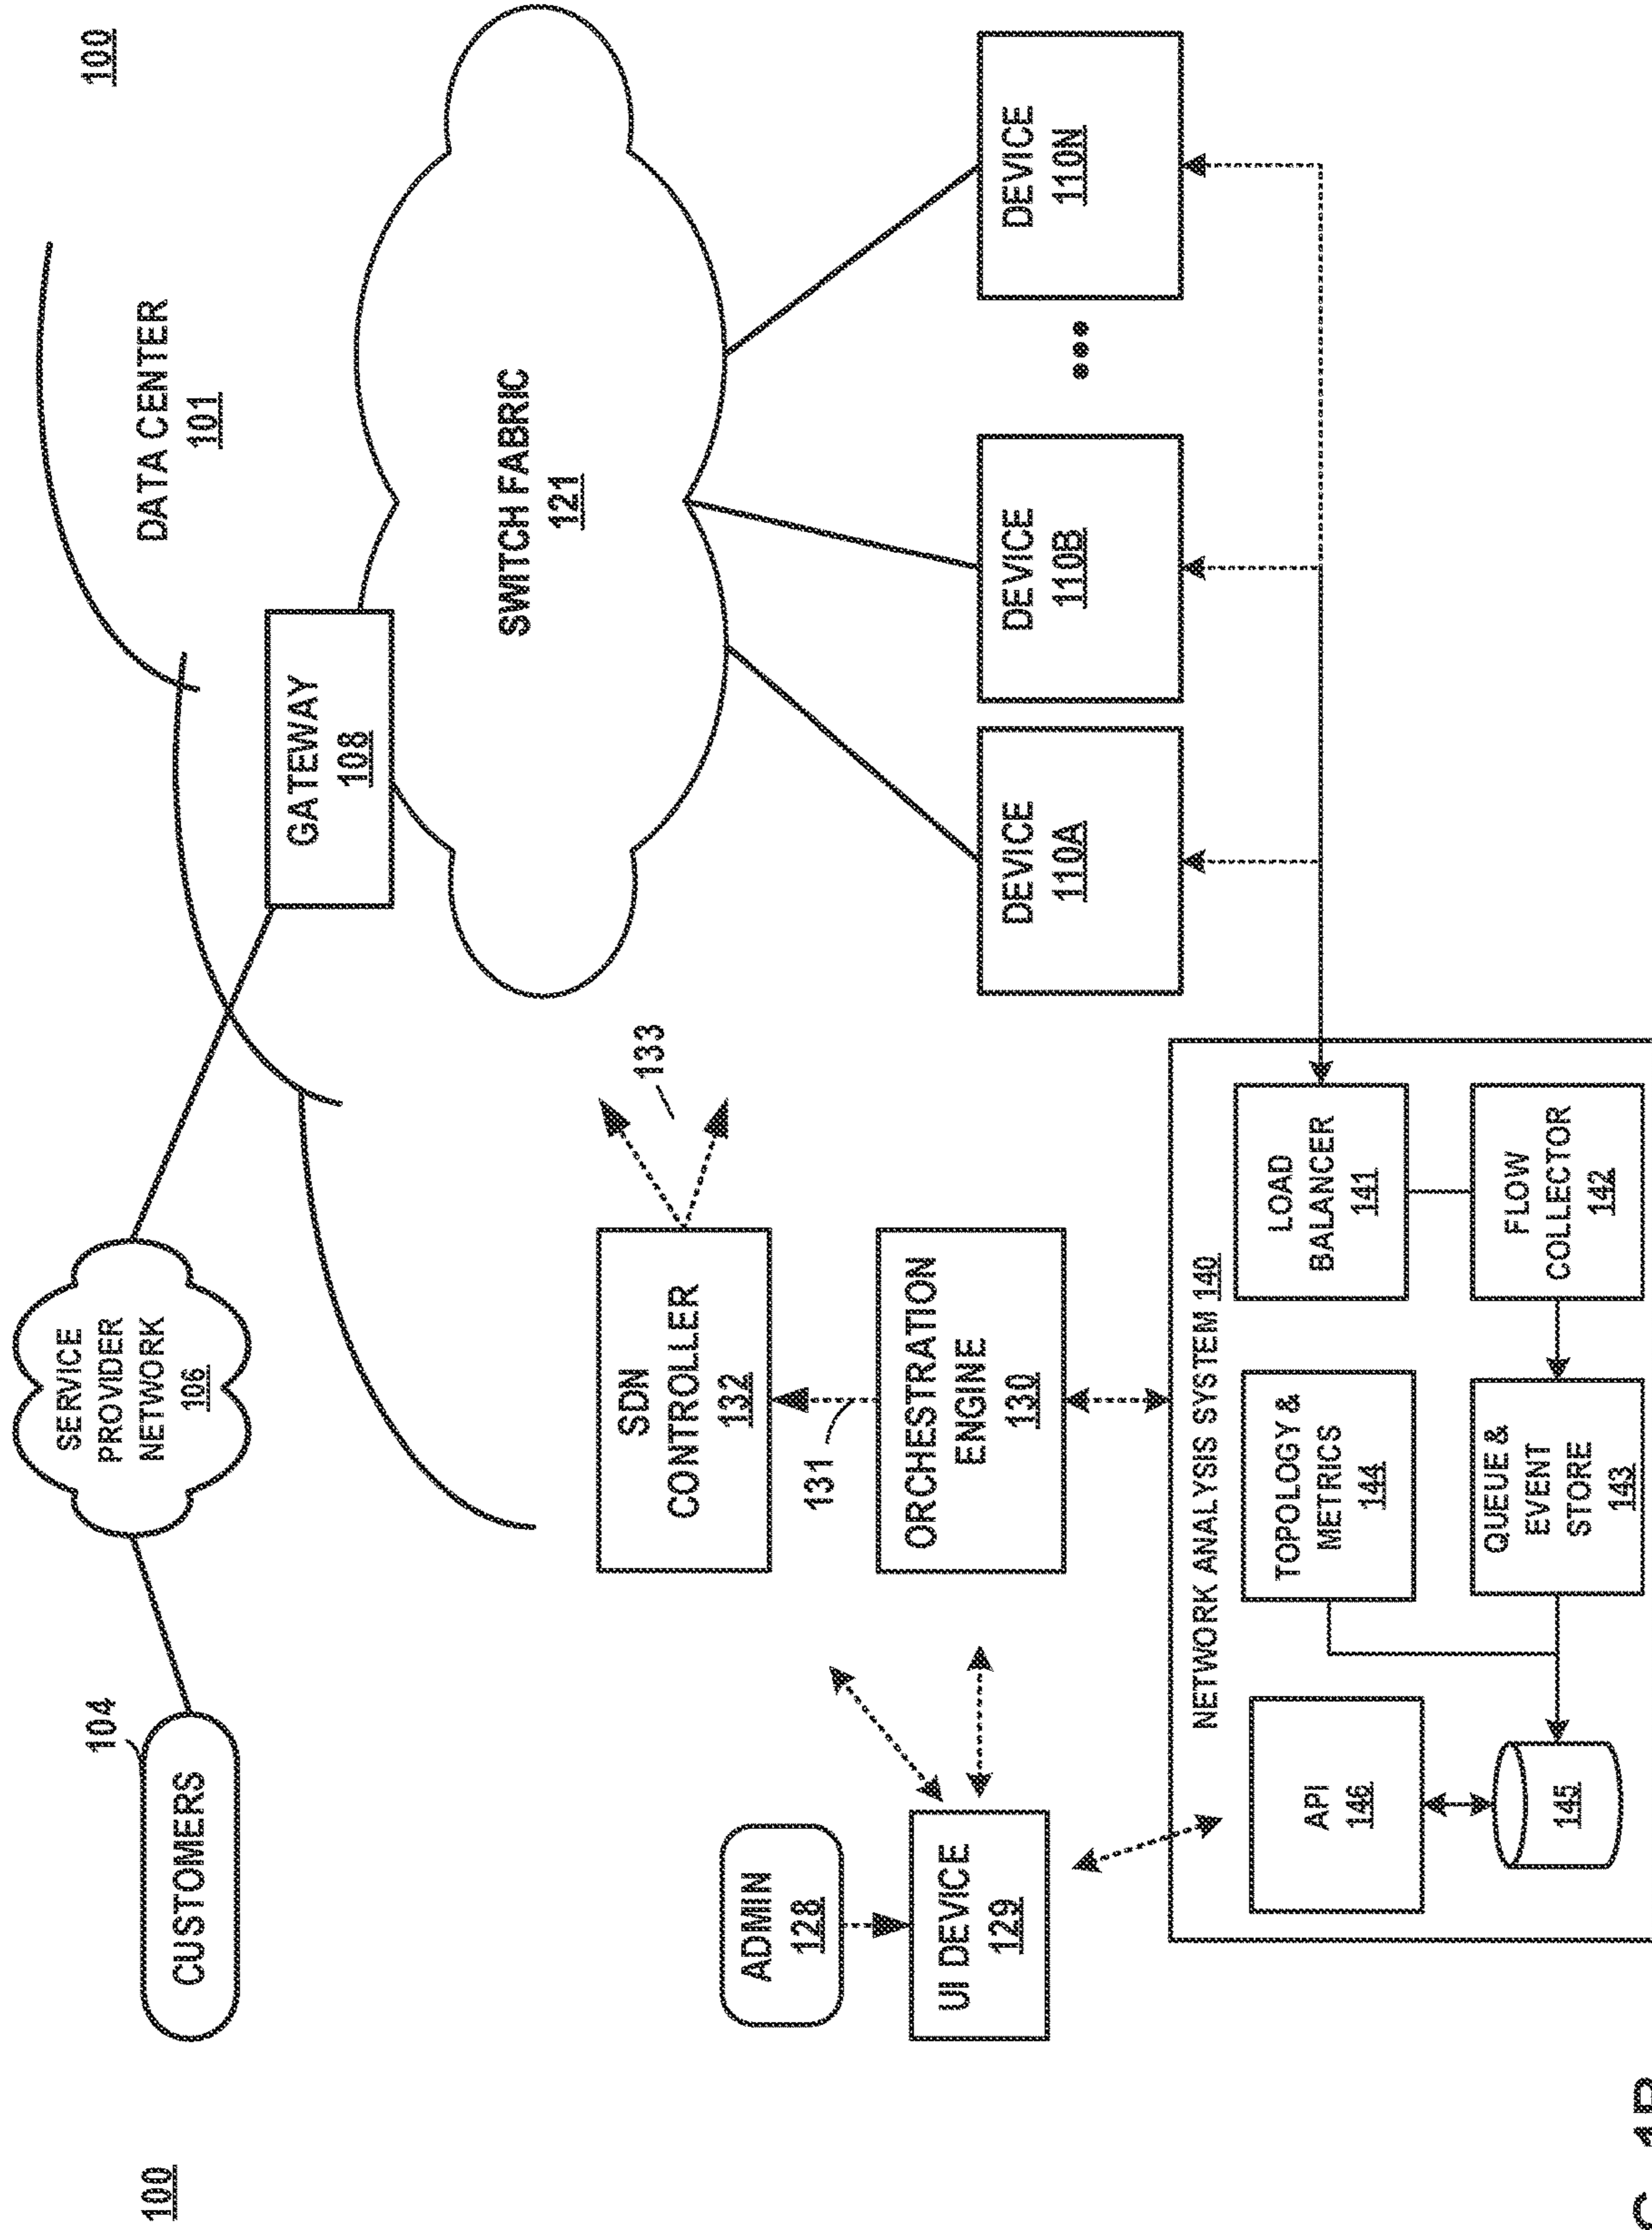 100
100
CUSTOMERS
104
SERVICE
PROVIDER
NETWORK
106
DATA CENTER
101
GATEWAY
108
SWITCH FABRIC
121
ADMIN
128
UI DEVICE
129
SDN
CONTROLLER
132
133
131
ORCHESTRATION
ENGINE
130
DEVICE
110A
DEVICE
110B
DEVICE
110N
NETWORK ANALYSIS SYSTEM 140
API
146
TOPOLOGY &
METRICS
144
LOAD
BALANCER
141
145
QUEUE &
EVENT
STORE
143
FLOW
COLLECTOR
142